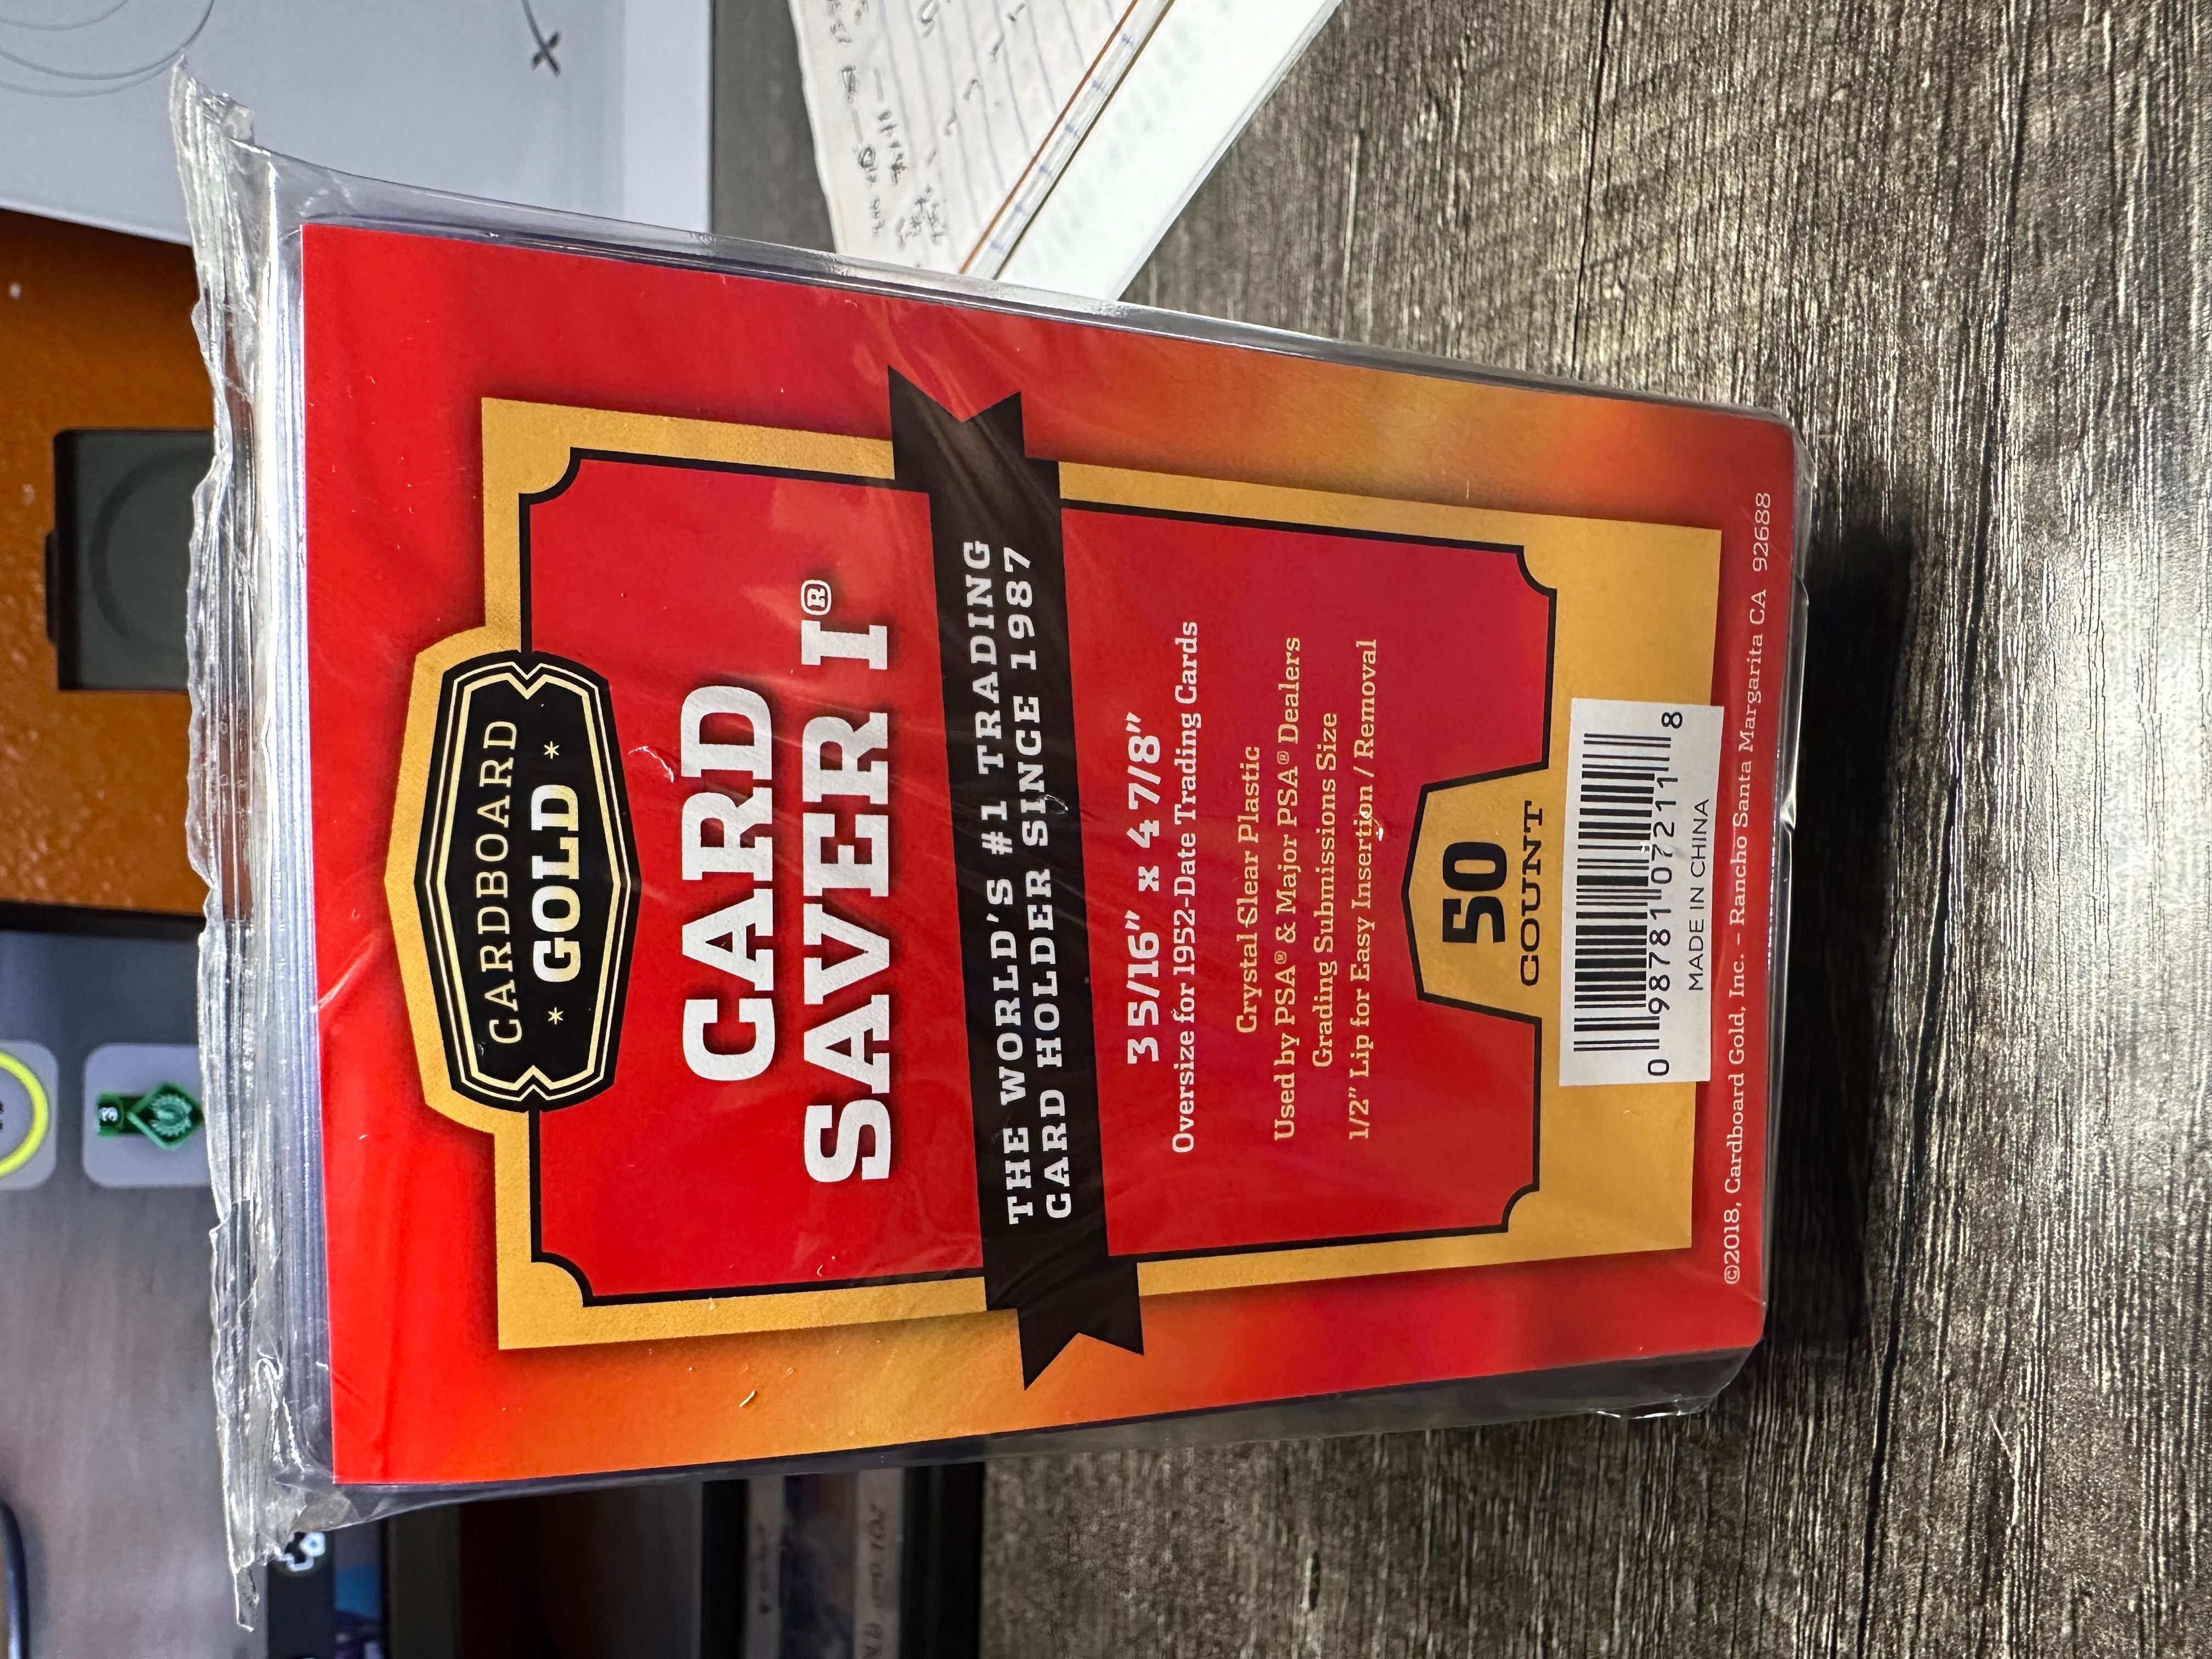 CARDBOARD
* GOLD *
CARD
SAVER I®
THE WORLD'S #1 TRADING
CARD HOLDER SINCE 1987
3 5/16" x 4 7/8"
Oversize for 1952-Date Trading Cards
Crystal Clear Plastic
Used by PSA® & Major PSA® Dealers
Grading Submissions Size
1/2" Lip for Easy Insertion / Removal
50
COUNT
0 98781 07211 8
MADE IN CHINA
©2018, Cardboard Gold, Inc. - Rancho Santa Margarita CA 92688